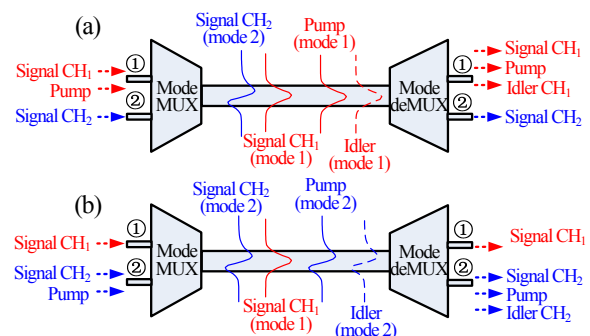 (a)
Signal CH₂
(mode 2)
Pump
(mode 1)
Signal CH₁
Pump
Signal CH₂
①
②
Mode
MUX
Signal CH₁
(mode 1)
Idler
(mode 1)
Mode
deMUX
①
②
Signal CH₁
Pump
Idler CH₁
Signal CH₂
(b)
Signal CH₂
(mode 2)
Pump
(mode 2)
Signal CH₁
Signal CH₂
Pump
①
②
Mode
MUX
Signal CH₁
(mode 1)
Idler
(mode 2)
Mode
deMUX
①
②
Signal CH₁
Signal CH₂
Pump
Idler CH₂